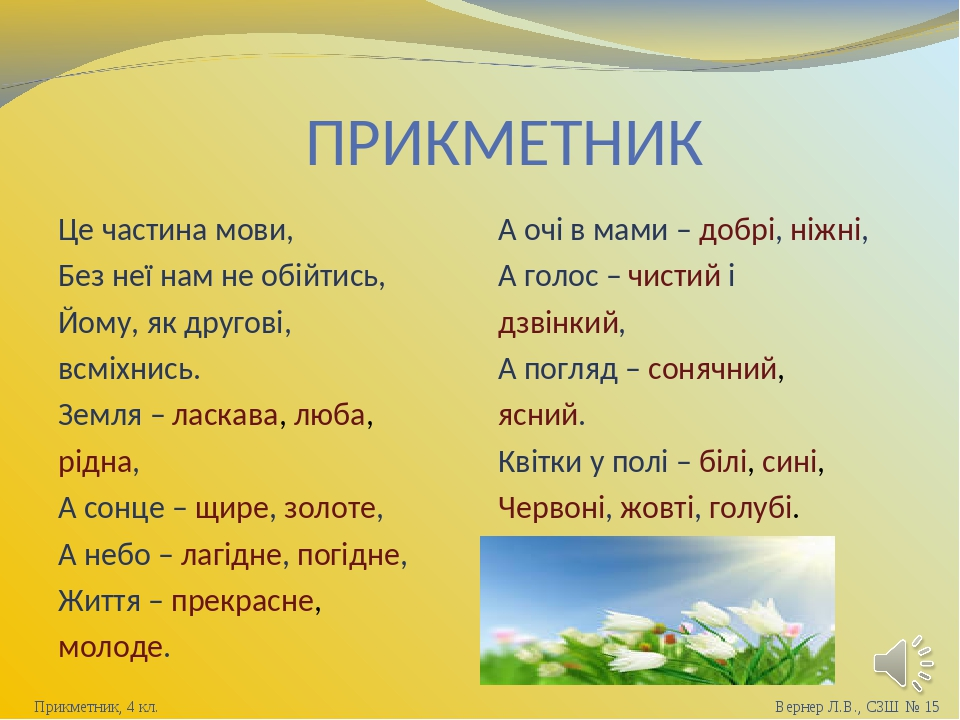 ПРИКМЕТНИК
Це частина мови,
Без неї нам не обійтись,
Йому, як другові,
всміхнись.
Земля – ласкава, люба,
рідна,
А сонце – щире, золоте,
А небо – лагідне, погідне,
Життя – прекрасне,
молоде.
А очі в мами – добрі, ніжні,
А голос – чистий і
дзвінкий,
А погляд – сонячний,
ясний.
Квітки у полі – білі, сині,
Червоні, жовті, голубі.
Прикметник, 4 кл.
Вернер Л.В., СЗШ № 15